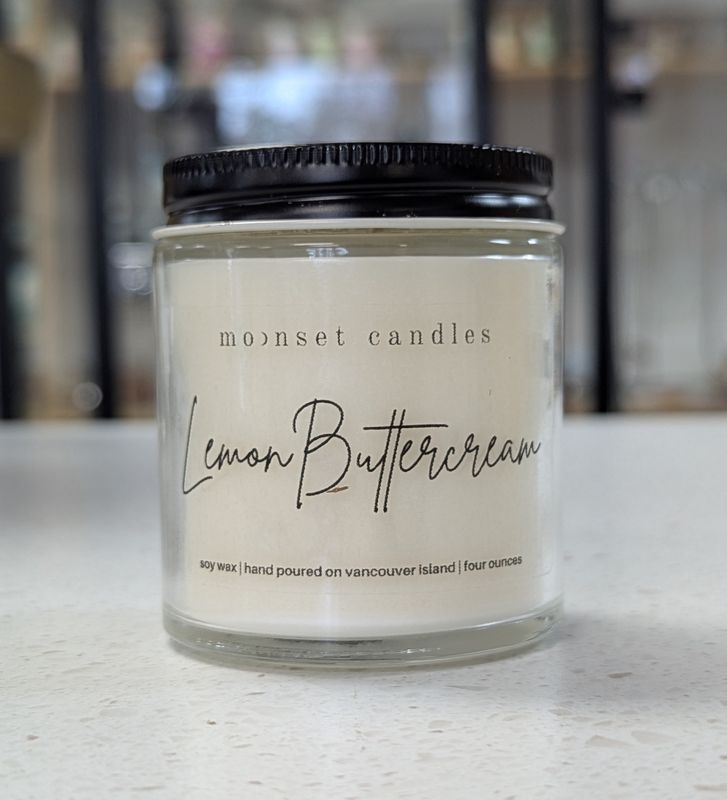 moonset candles
Lemon Buttercream
soy wax | hand poured on vancouver island | four ounces